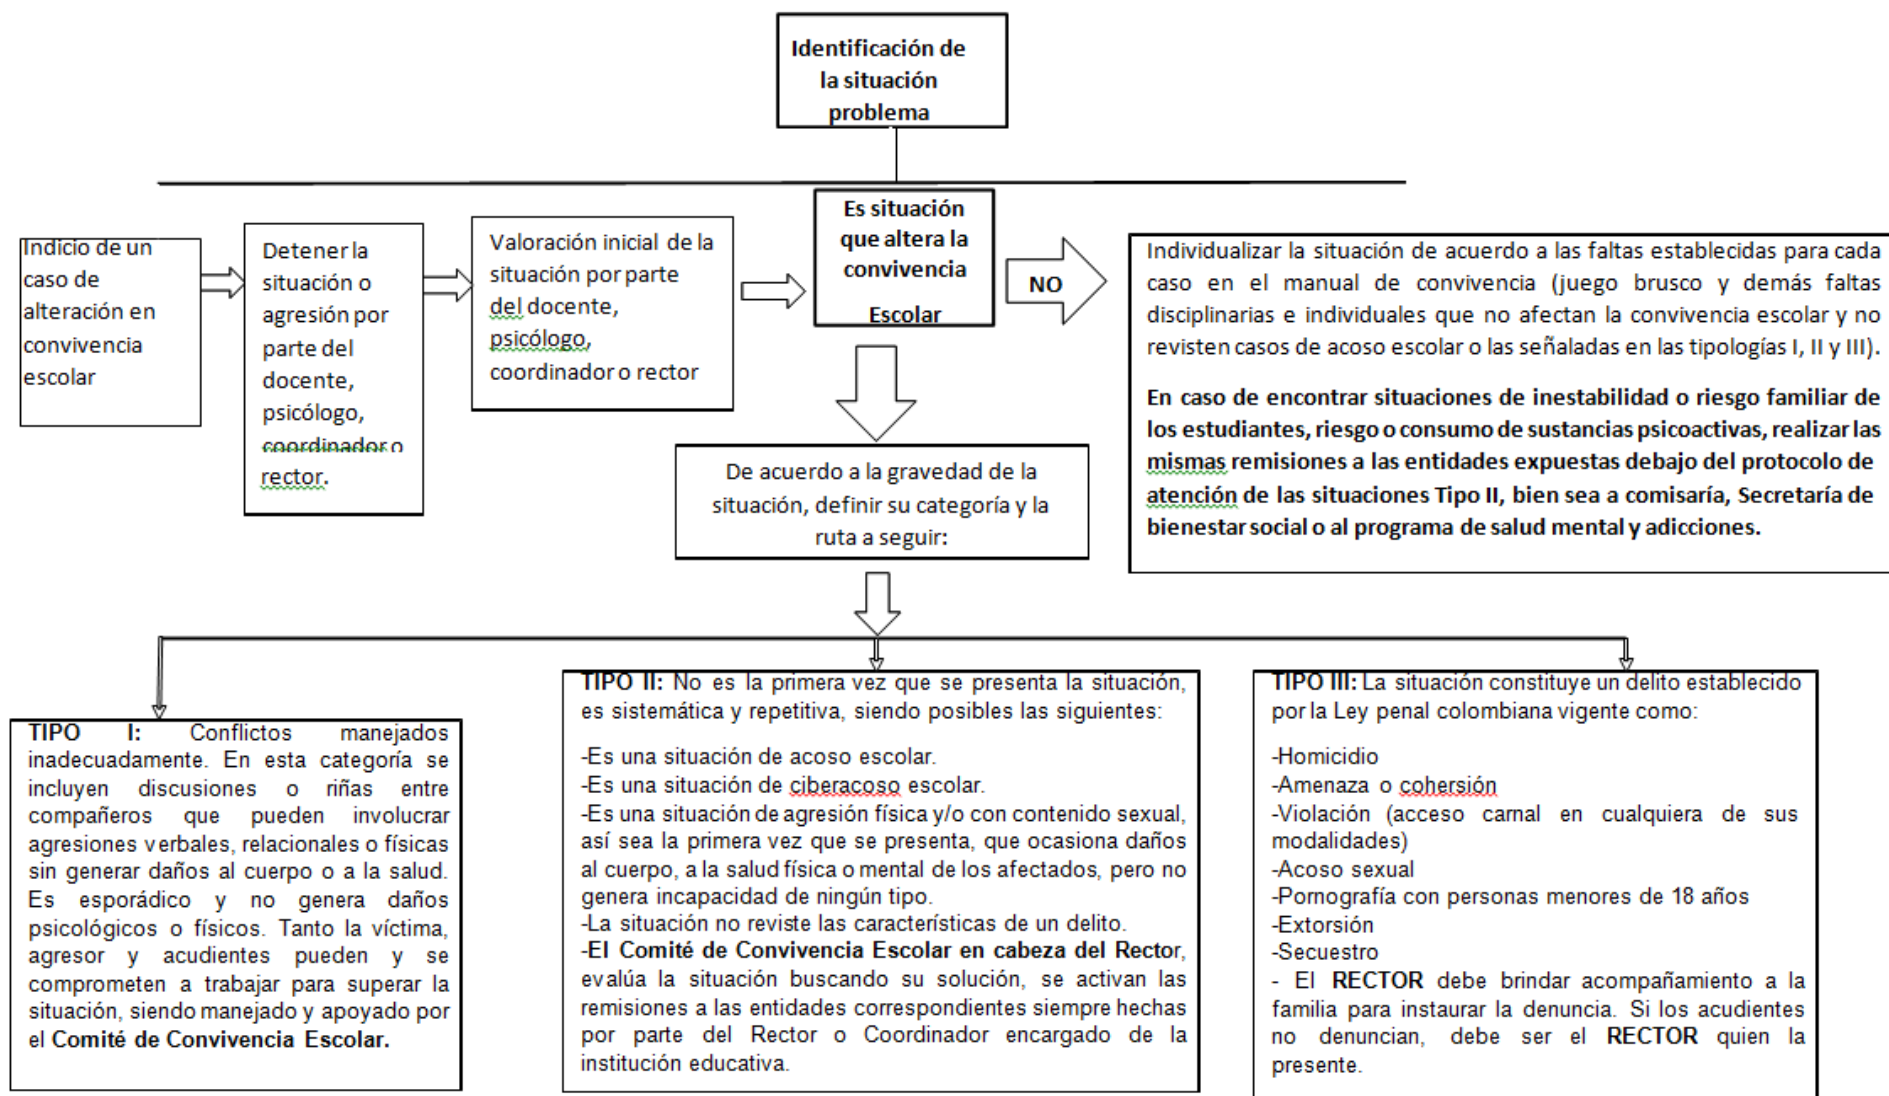 Identificación de
la situación
problema
Indicio de un
caso de
alteración en
convivencia
escolar
Detener la
situación o
agresión por
parte del
docente,
psicólogo,
coordinador o
rector.
Valoración inicial de la
situación por parte
del docente,
psicólogo,
coordinador o rector
Es situación
que altera la
convivencia
Escolar
NO
Individualizar la situación de acuerdo a las faltas establecidas para cada
caso en el manual de convivencia (juego brusco y demás faltas
disciplinarias e individuales que no afectan la convivencia escolar y no
revisten casos de acoso escolar o las señaladas en las tipologías I, II y III).
En caso de encontrar situaciones de inestabilidad o riesgo familiar de
los estudiantes, riesgo o consumo de sustancias psicoactivas, realizar las
mismas remisiones a las entidades expuestas debajo del protocolo de
atención de las situaciones Tipo II, bien sea a comisaría, Secretaría de
bienestar social o al programa de salud mental y adicciones.
De acuerdo a la gravedad de la
situación, definir su categoría y la
ruta a seguir:
TIPO I: Conflictos manejados
inadecuadamente. En esta categoría se
incluyen discusiones o riñas entre
compañeros que pueden involucrar
agresiones verbales, relacionales o físicas
sin generar daños al cuerpo o a la salud.
Es esporádico y no genera daños
psicológicos o físicos. Tanto la víctima,
agresor y acudientes pueden y se
comprometen a trabajar para superar la
situación, siendo manejado y apoyado por
el Comité de Convivencia Escolar.
TIPO II: No es la primera vez que se presenta la situación,
es sistemática y repetitiva, siendo posibles las siguientes:
-Es una situación de acoso escolar.
-Es una situación de ciberacoso escolar.
-Es una situación de agresión física y/o con contenido sexual,
así sea la primera vez que se presenta, que ocasiona daños
al cuerpo, a la salud física o mental de los afectados, pero no
genera incapacidad de ningún tipo.
-La situación no reviste las características de un delito.
-El Comité de Convivencia Escolar en cabeza del Rector,
evalúa la situación buscando su solución, se activan las
remisiones a las entidades correspondientes siempre hechas
por parte del Rector o Coordinador encargado de la
institución educativa.
TIPO III: La situación constituye un delito establecido
por la Ley penal colombiana vigente como:
-Homicidio
-Amenaza o cohersión
-Violación (acceso carnal en cualquiera de sus
modalidades)
-Acoso sexual
-Pornografía con personas menores de 18 años
-Extorsión
-Secuestro
- El RECTOR debe brindar acompañamiento a la
familia para instaurar la denuncia. Si los acudientes
no denuncian, debe ser el RECTOR quien la
presente.